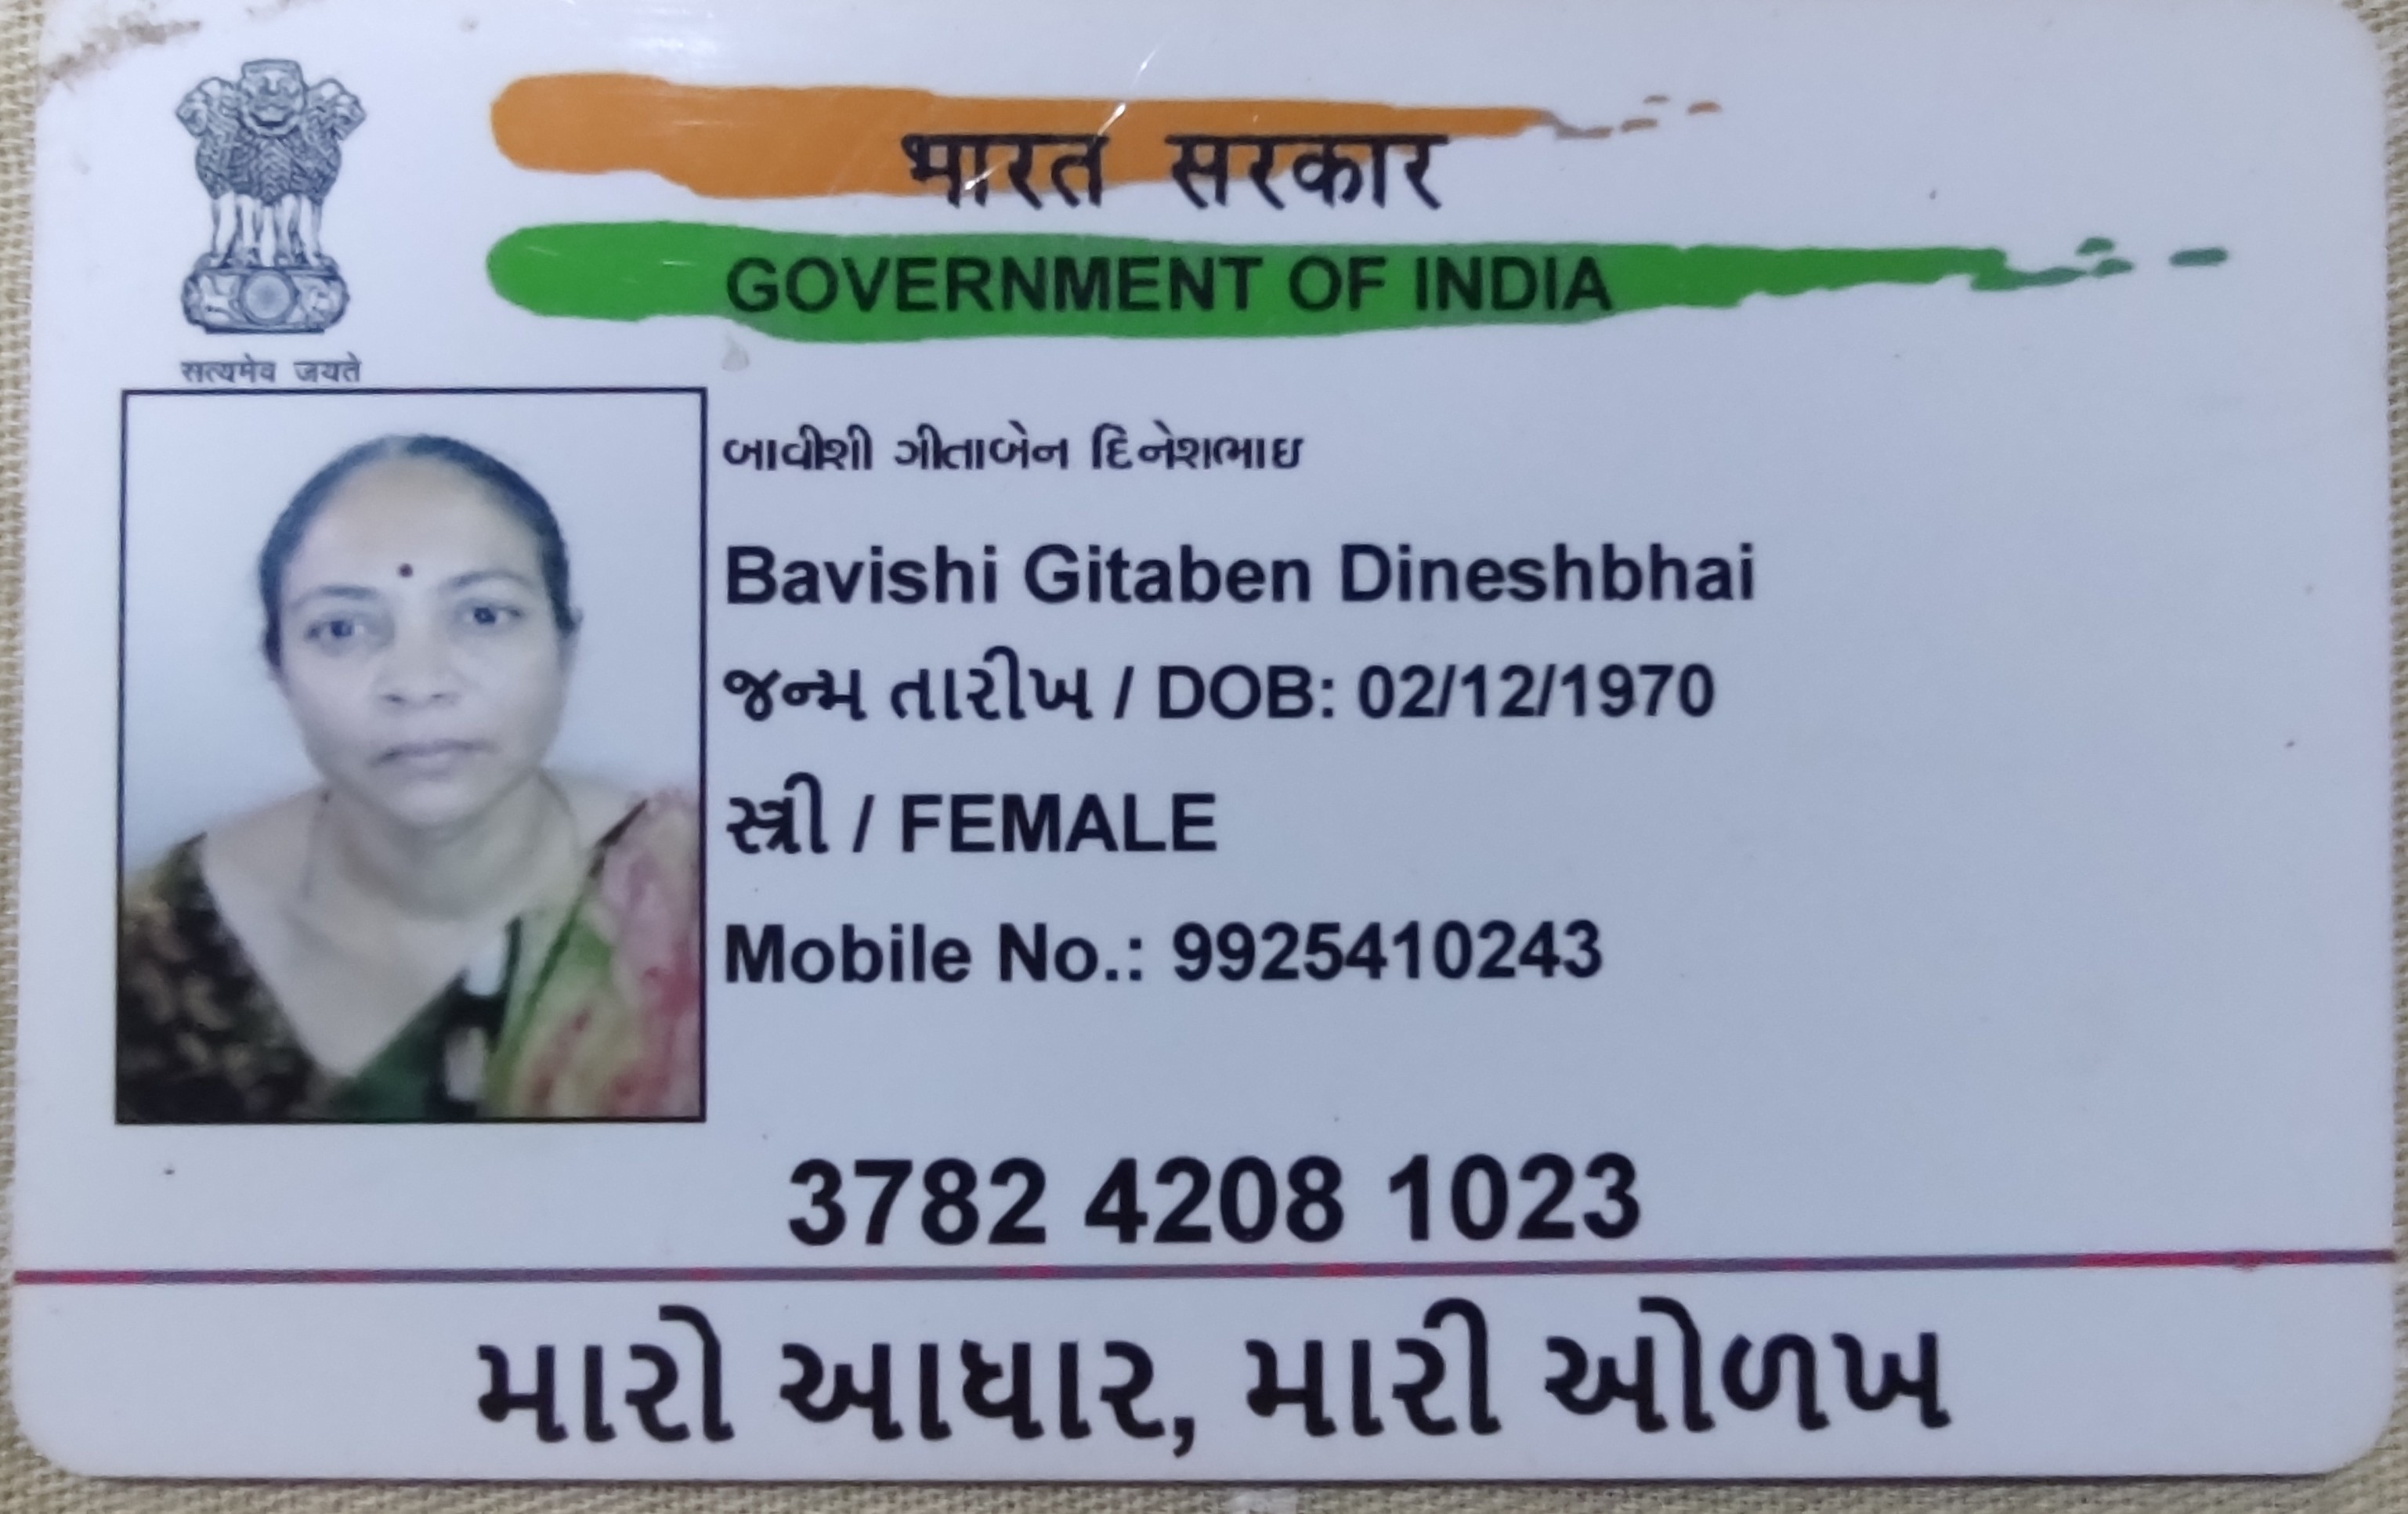 भारत सरकार
GOVERNMENT OF INDIA
सत्यमेव जयते
બાવીશી ગીતાબેન દિનેશભાઇ
Bavishi Gitaben Dineshbhai
જન્મ તારીખ / DOB: 02/12/1970
સ્ત્રી / FEMALE
Mobile No.: 9925410243
3782 4208 1023
મારો આધાર, મારી ઓળખ